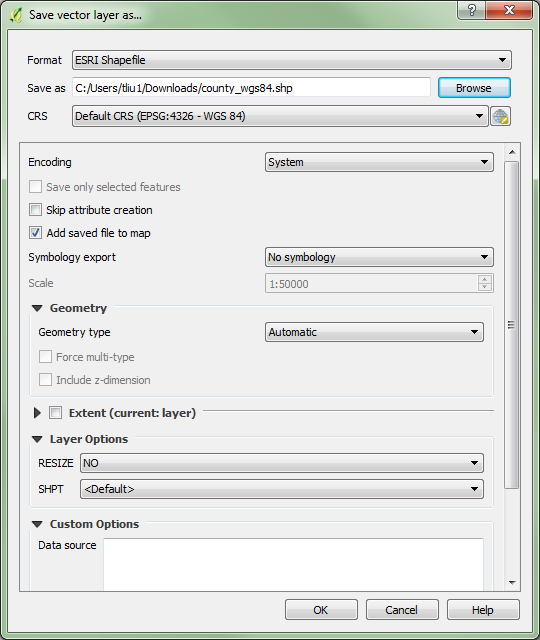 Save vector layer as...
? X
Format ESRI Shapefile
Save as C:/Users/tliu1/Downloads/county_wgs84.shp Browse
CRS Default CRS (EPSG:4326 - WGS 84)
Encoding System
Save only selected features
Skip attribute creation
Add saved file to map
Symbology export No symbology
Scale 1:50000
Geometry
Geometry type Automatic
Force multi-type
Include z-dimension
Extent (current: layer)
Layer Options
RESIZE NO
SHPT <Default>
Custom Options
Data source
OK Cancel Help